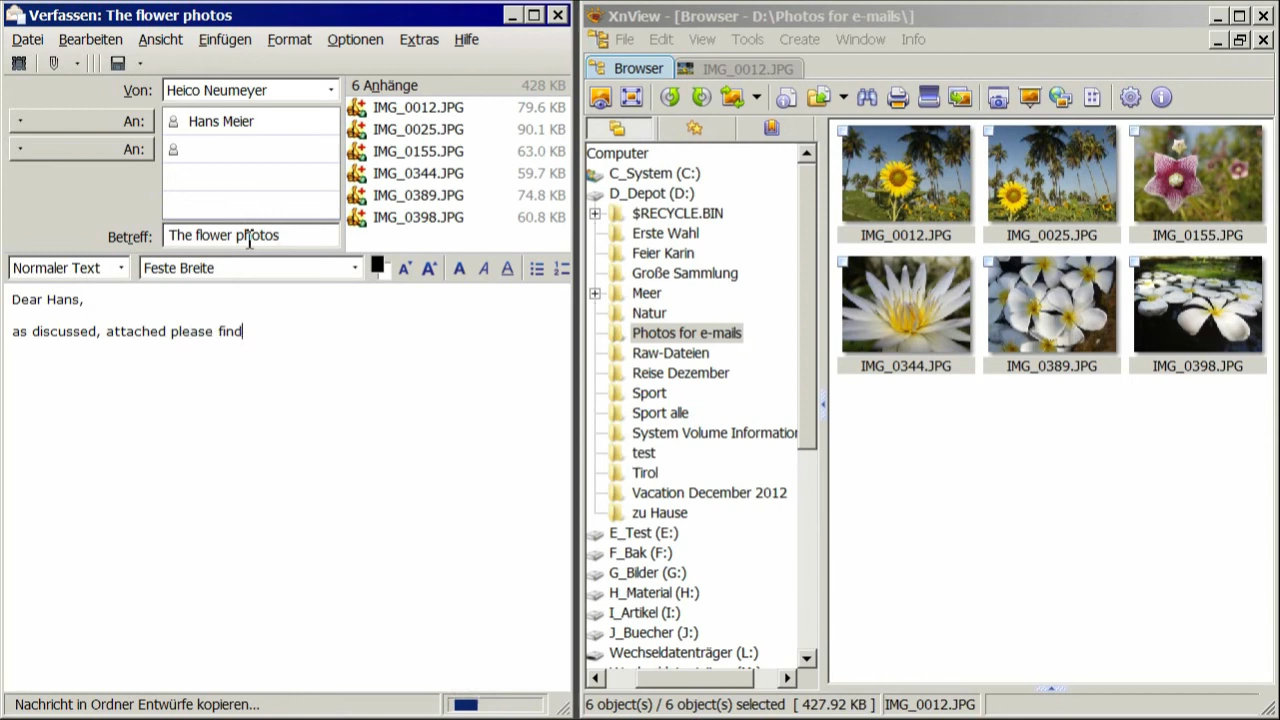 Verfassen: The flower photos
Datei Bearbeiten Ansicht Einfügen Format Optionen Extras Hilfe
Von: Heico Neumeyer
An: Hans Meier
An:
Betreff: The flower photos
6 Anhänge 428 KB
IMG_0012.JPG 79.6 KB
IMG_0025.JPG 90.1 KB
IMG_0155.JPG 63.0 KB
IMG_0344.JPG 59.7 KB
IMG_0389.JPG 74.8 KB
IMG_0398.JPG 60.8 KB
Normaler Text Feste Breite
Dear Hans,
as discussed, attached please find
Nachricht in Ordner Entwürfe kopieren...
XnView - [Browser - D:\Photos for e-mails\]
File Edit View Tools Create Window Info
Browser IMG_0012.JPG
Computer
C_System (C:)
D_Depot (D:)
$RECYCLE.BIN
Erste Wahl
Feier Karin
Große Sammlung
Meer
Natur
Photos for e-mails
Raw-Dateien
Reise Dezember
Sport
Sport alle
System Volume Information
test
Tirol
Vacation December 2012
zu Hause
E_Test (E:)
F_Bak (F:)
G_Bilder (G:)
H_Material (H:)
I_Artikel (I:)
J_Buecher (J:)
Wechseldatenträger (L:)
IMG_0012.JPG IMG_0025.JPG IMG_0155.JPG
IMG_0344.JPG IMG_0389.JPG IMG_0398.JPG
6 object(s) / 6 object(s) selected [ 427.92 KB ] IMG_0012.JPG